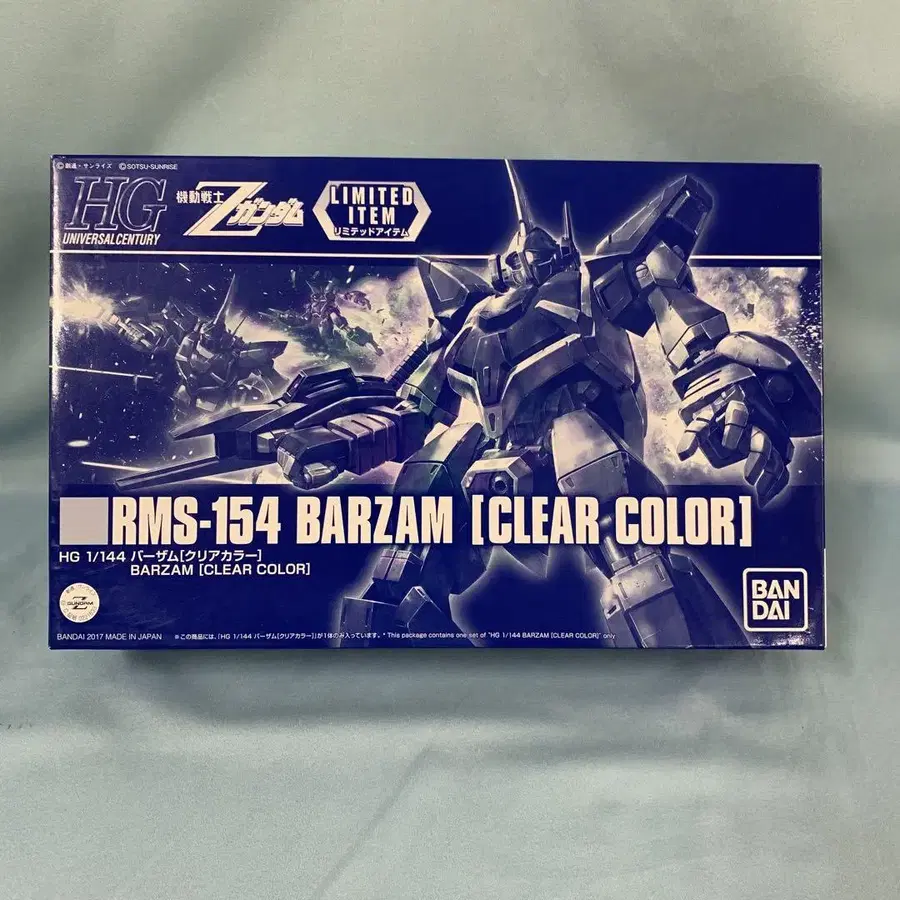 ©創通・サンライズ ©SOTSU・SUNRISE
HG
UNIVERSAL CENTURY
機動戦士
Zガンダム
LIMITED
ITEM
リミテッドアイテム
RMS-154 BARZAM [CLEAR COLOR]
HG 1/144 バーザム[クリアカラー]
BARZAM [CLEAR COLOR]
GUNDAM
Z
BANDAI 2017 MADE IN JAPAN
※この商品には、「HG 1/144 バーザム[クリアカラー]」が1体のみ入っています。 * This package contains one set of "HG 1/144 BARZAM [CLEAR COLOR]" only.
BAN
DAI